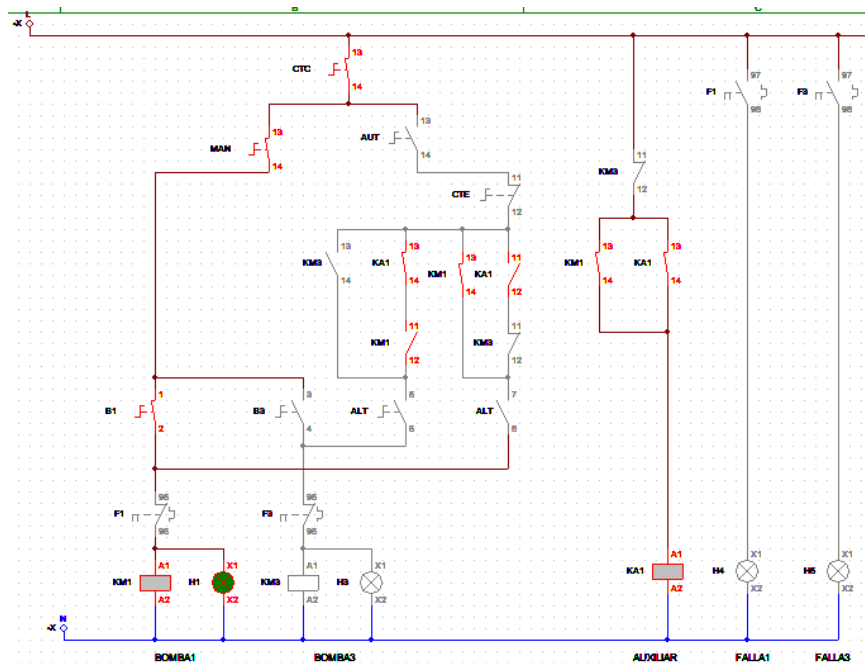 L
-X
13
CTC
14
13
MAN
14
13
AUT
14
11
CTE
12
13
KM3
14
13
KA1
14
13
KM1
14
11
KA1
12
11
KM1
12
11
KM3
12
1
B1
2
3
B3
4
5
ALT
6
7
ALT
8
95
F1
96
95
F3
96
A1
KM1
A2
X1
H1
X2
A1
KM3
A2
X1
H3
X2
11
KM3
12
13
KM1
14
13
KA1
14
A1
KA1
A2
97
F1
98
97
F3
98
X1
H4
X2
X1
H5
X2
N
-X
BOMBA1 BOMBA3 AUXILIAR FALLA1 FALLA3